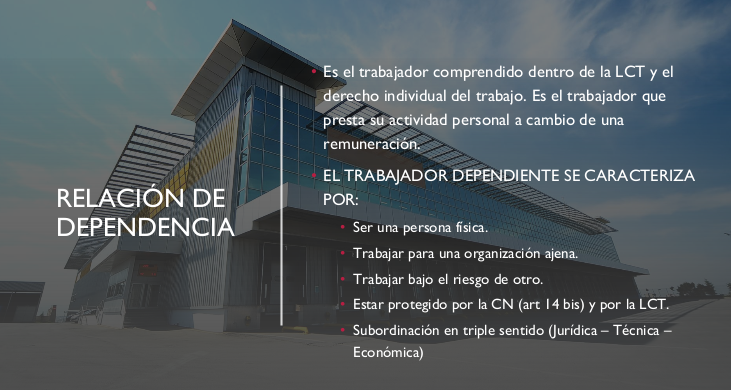 RELACIÓN DE
DEPENDENCIA
• Es el trabajador comprendido dentro de la LCT y el
derecho individual del trabajo. Es el trabajador que
presta su actividad personal a cambio de una
remuneración.
• EL TRABAJADOR DEPENDIENTE SE CARACTERIZA
POR:
• Ser una persona física.
• Trabajar para una organización ajena.
• Trabajar bajo el riesgo de otro.
• Estar protegido por la CN (art 14 bis) y por la LCT.
• Subordinación en triple sentido (Jurídica – Técnica –
Económica)